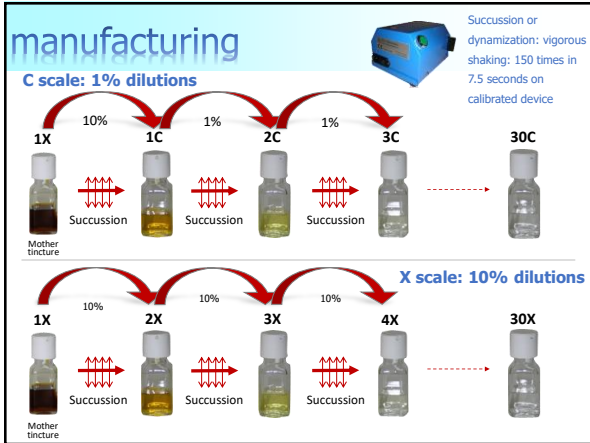 manufacturing
Succussion or
dynamization: vigorous
shaking: 150 times in
7.5 seconds on
calibrated device
C scale: 1% dilutions
10% 1% 1%
1X 1C 2C 3C 30C
Succussion Succussion Succussion
Mother
tincture
X scale: 10% dilutions
10% 10% 10%
1X 2X 3X 4X 30X
Succussion Succussion Succussion
Mother
tincture